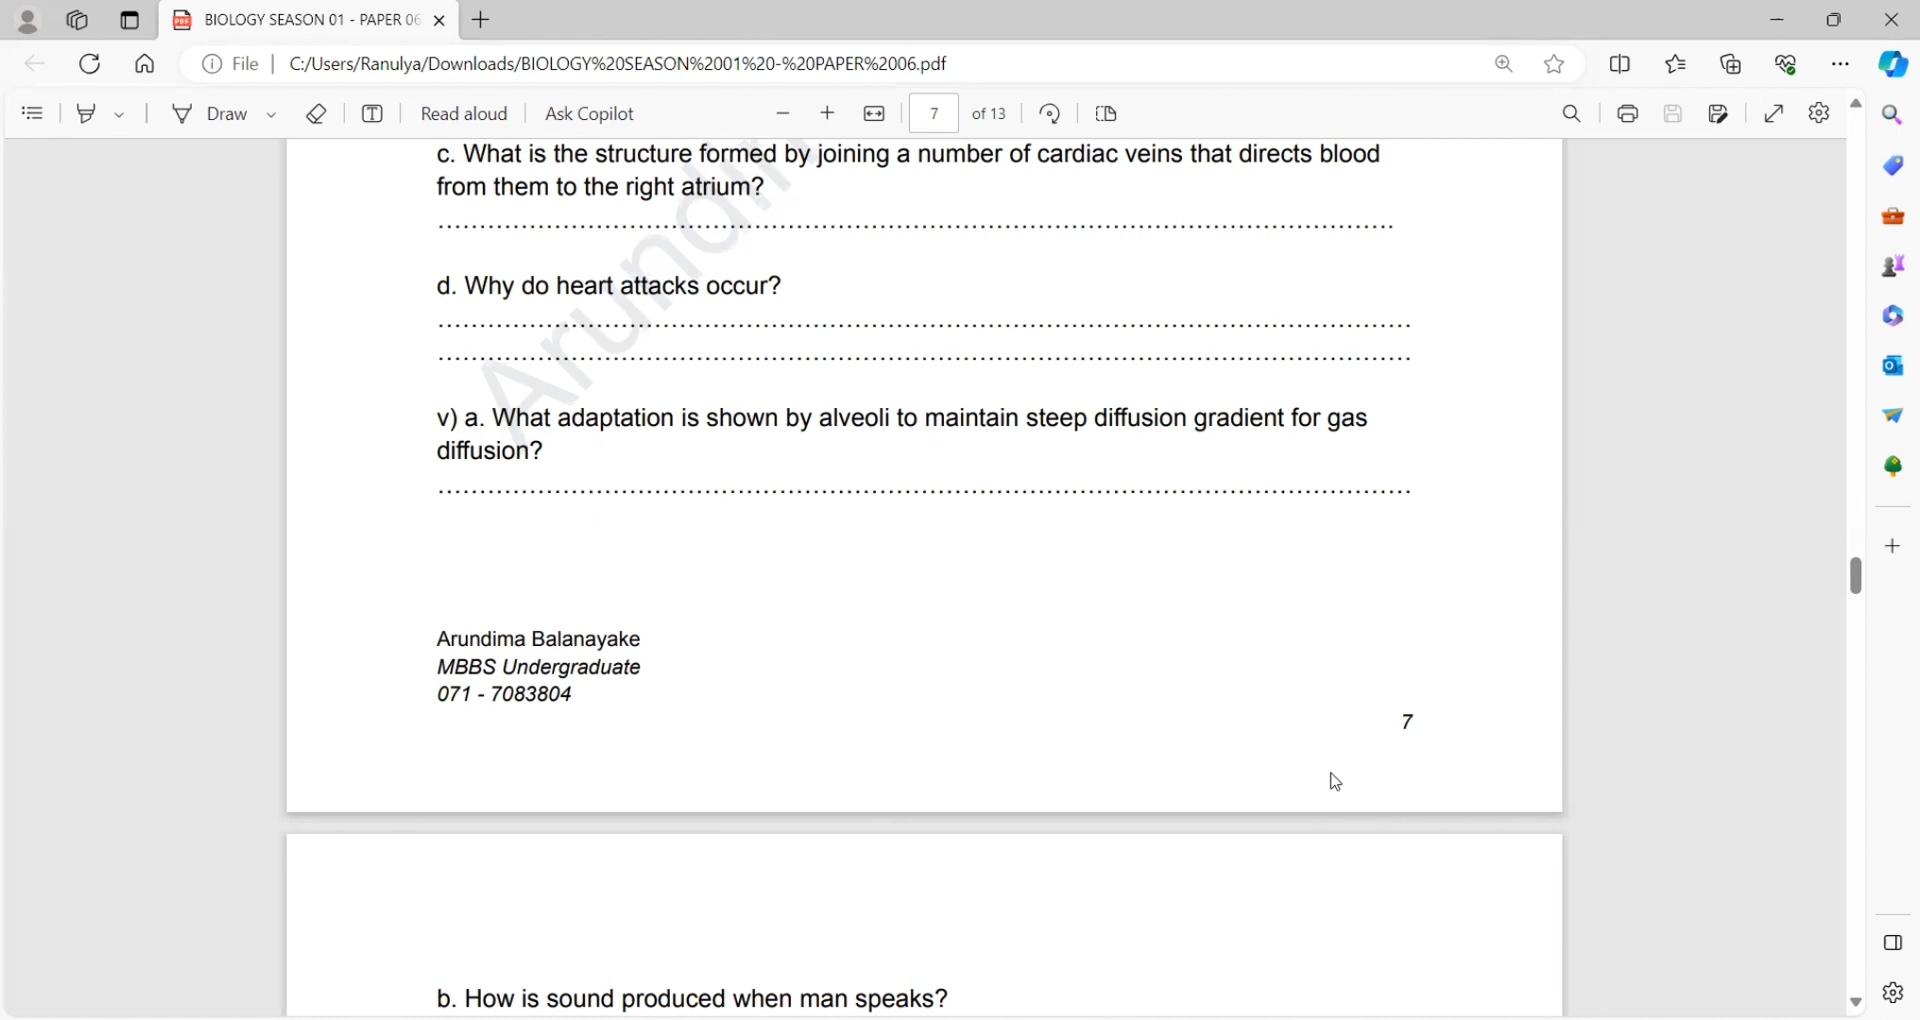 BIOLOGY SEASON 01 - PAPER 06
File
C:/Users/Ranulya/Downloads/BIOLOGY%20SEASON%2001%20-%20PAPER%2006.pdf
Draw
Read aloud
Ask Copilot
7
of 13
c. What is the structure formed by joining a number of cardiac veins that directs blood
from them to the right atrium?
d. Why do heart attacks occur?
v) a. What adaptation is shown by alveoli to maintain steep diffusion gradient for gas
diffusion?
Arundim
Arundima Balanayake
MBBS Undergraduate
071 - 7083804
7
b. How is sound produced when man speaks?